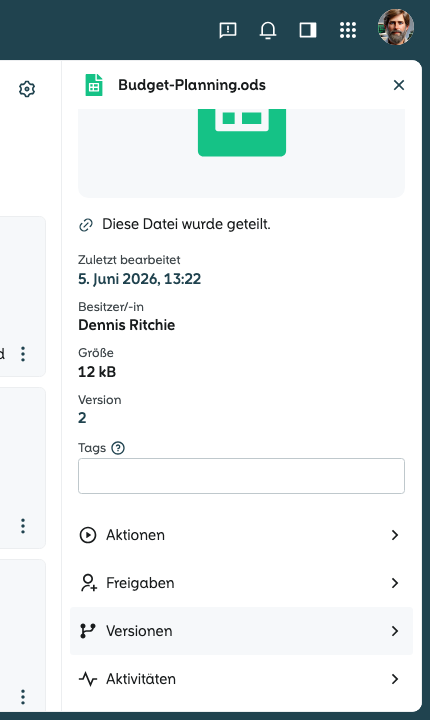 Budget-Planning.ods
Diese Datei wurde geteilt.
Zuletzt bearbeitet
5. Juni 2026, 13:22
Besitzer/-in
Dennis Ritchie
Größe
12 kB
Version
2
Tags
Aktionen
Freigaben
Versionen
Aktivitäten